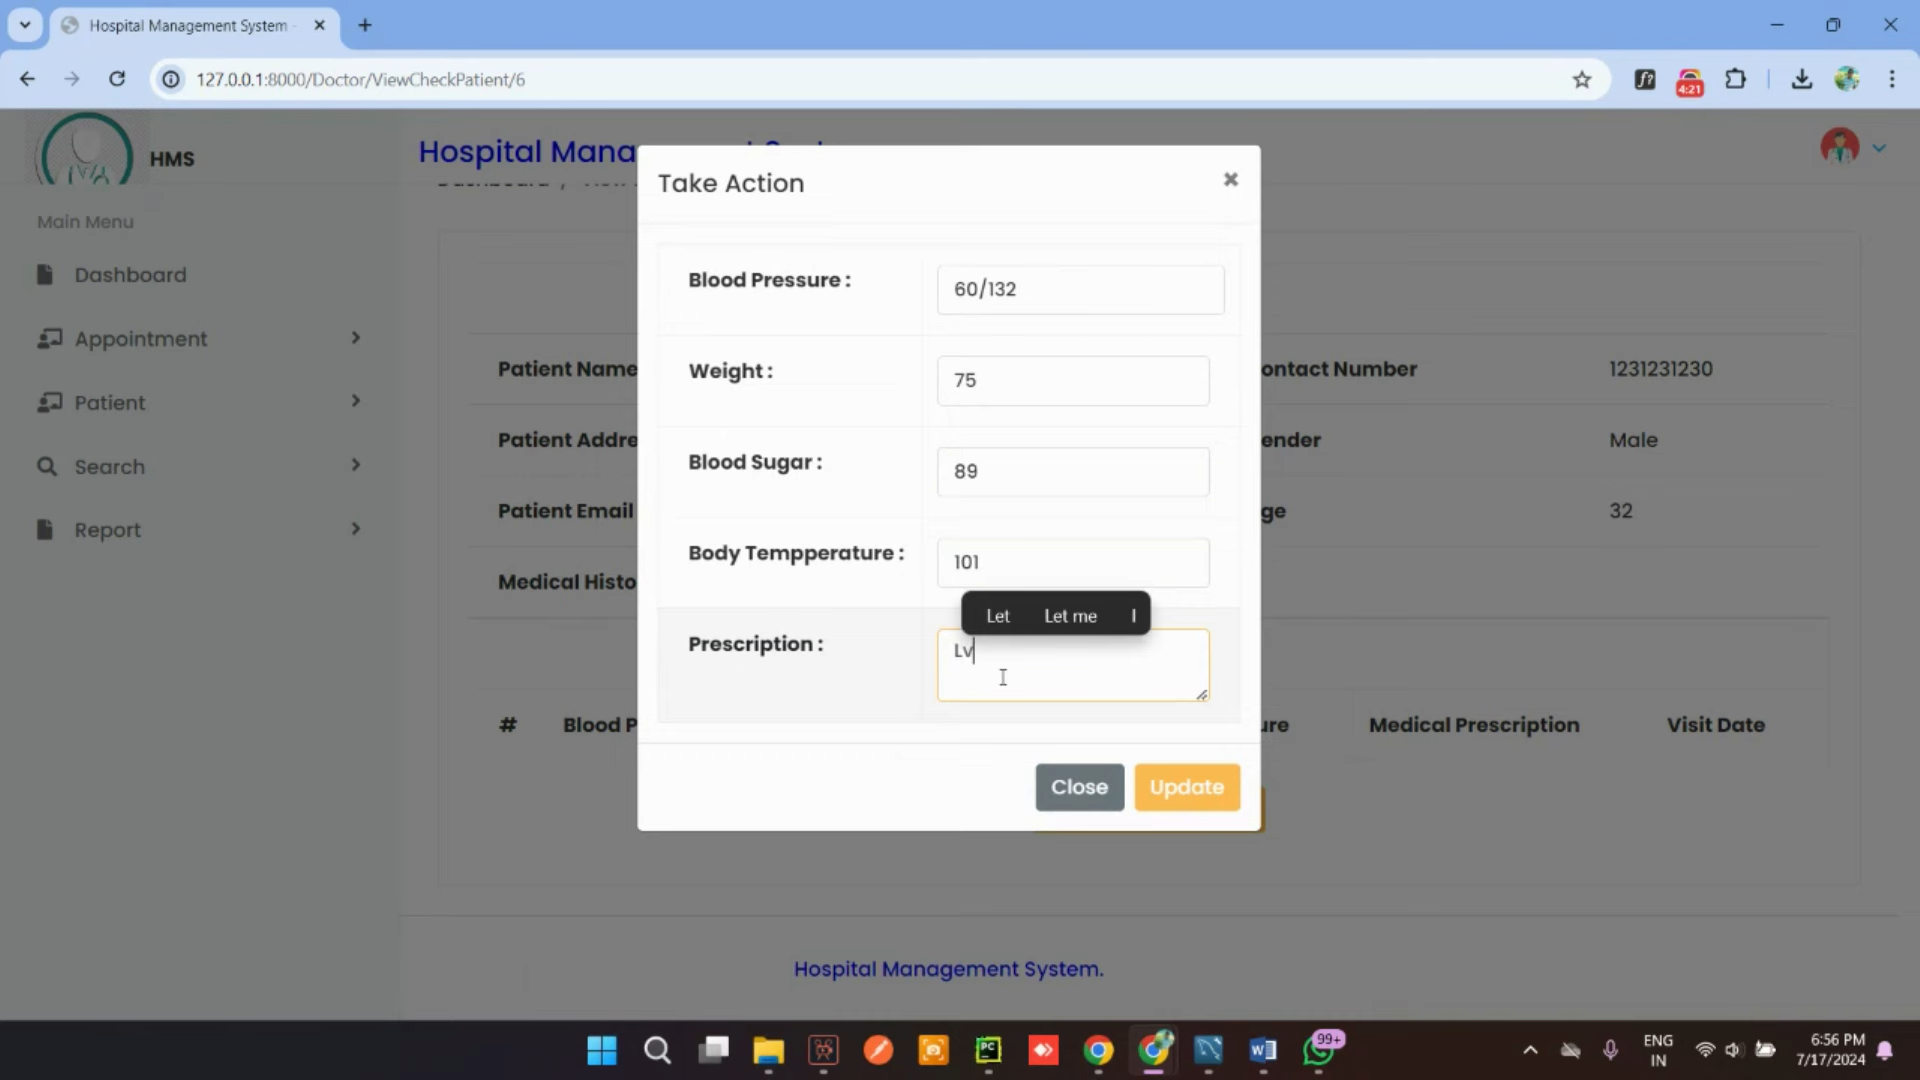 Hospital Management System -
127.0.0.1:8000/Doctor/ViewCheckPatient/6
4:21
HMS
Hospital Mana
Main Menu
Dashboard
Appointment
Patient
Search
Report
Take Action
Blood Pressure :
60/132
Weight :
75
Blood Sugar :
89
Body Tempperature :
101
Let Let me I
Prescription :
Lv
Close
Update
Patient Name
ontact Number
1231231230
Patient Addre
ender
Male
Patient Email
ge
32
Medical Histo
# Blood P
ure
Medical Prescription
Visit Date
Hospital Management System.
PC
99+
ENG
IN
6:56 PM
7/17/2024